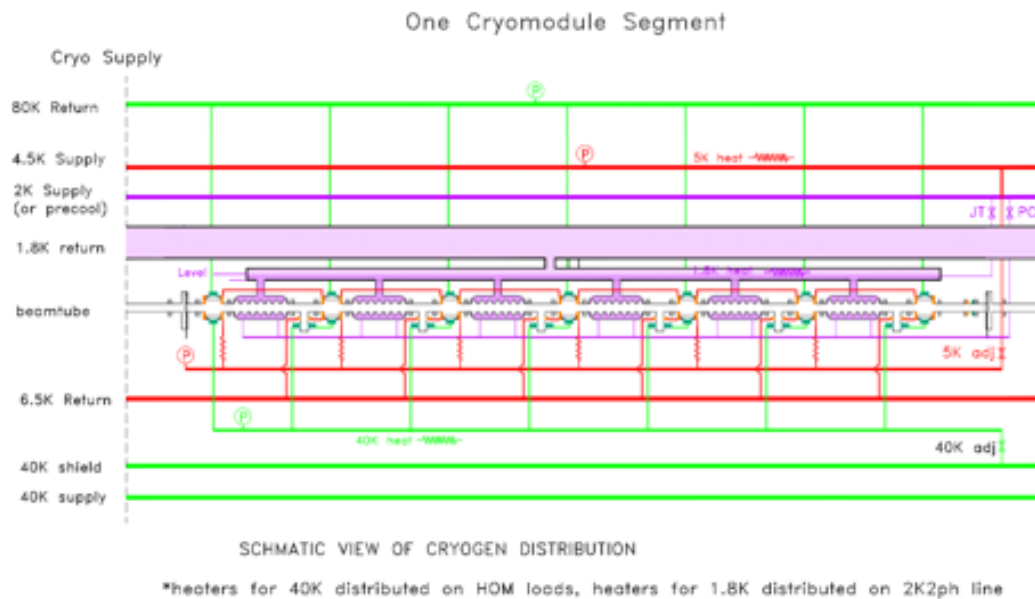 One Cryomodule Segment
Cryo Supply
80K Return
P
4.5K Supply
P
5K heat
2K Supply
(or precool)
JT
PC
1.8K return
Level
1.8K heat
beamtube
P
5K adj
6.5K Return
P
40K heat
40K adj
40K shield
40K supply
SCHMATIC VIEW OF CRYOGEN DISTRIBUTION
*heaters for 40K distributed on HOM loads, heaters for 1.8K distributed on 2K2ph line